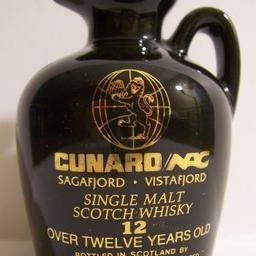 CUNARD/NAC
SAGAFJORD · VISTAFJORD
SINGLE MALT
SCOTCH WHISKY
12
OVER TWELVE YEARS OLD
BOTTLED IN SCOTLAND BY